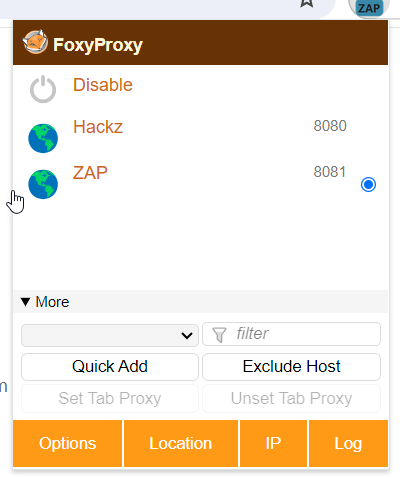 ZAP
FoxyProxy
Disable
Hackz 8080
ZAP 8081
▼ More
filter
Quick Add Exclude Host
m
Set Tab Proxy Unset Tab Proxy
Options Location IP Log